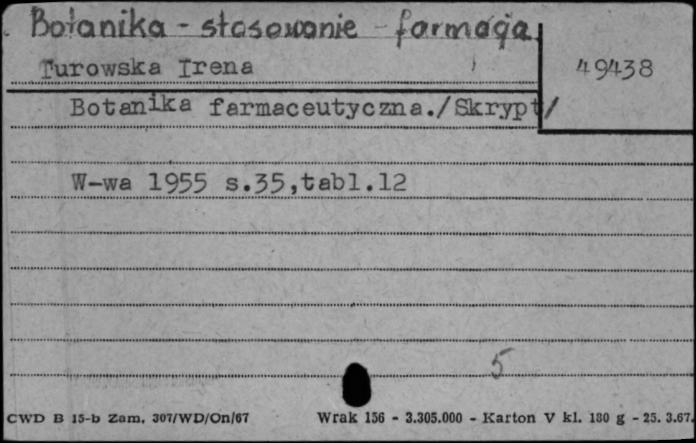 Botanika - stosowanie - farmacja
Turowska Irena
49438
Botanika farmaceutyczna./Skrypt/
W-wa 1955 s.35,tabl.12
5
CWD B 15-b Zam. 307/WD/On/67 Wrak 156 - 3.305.000 - Karton V kl. 180 g - 25. 3.67.